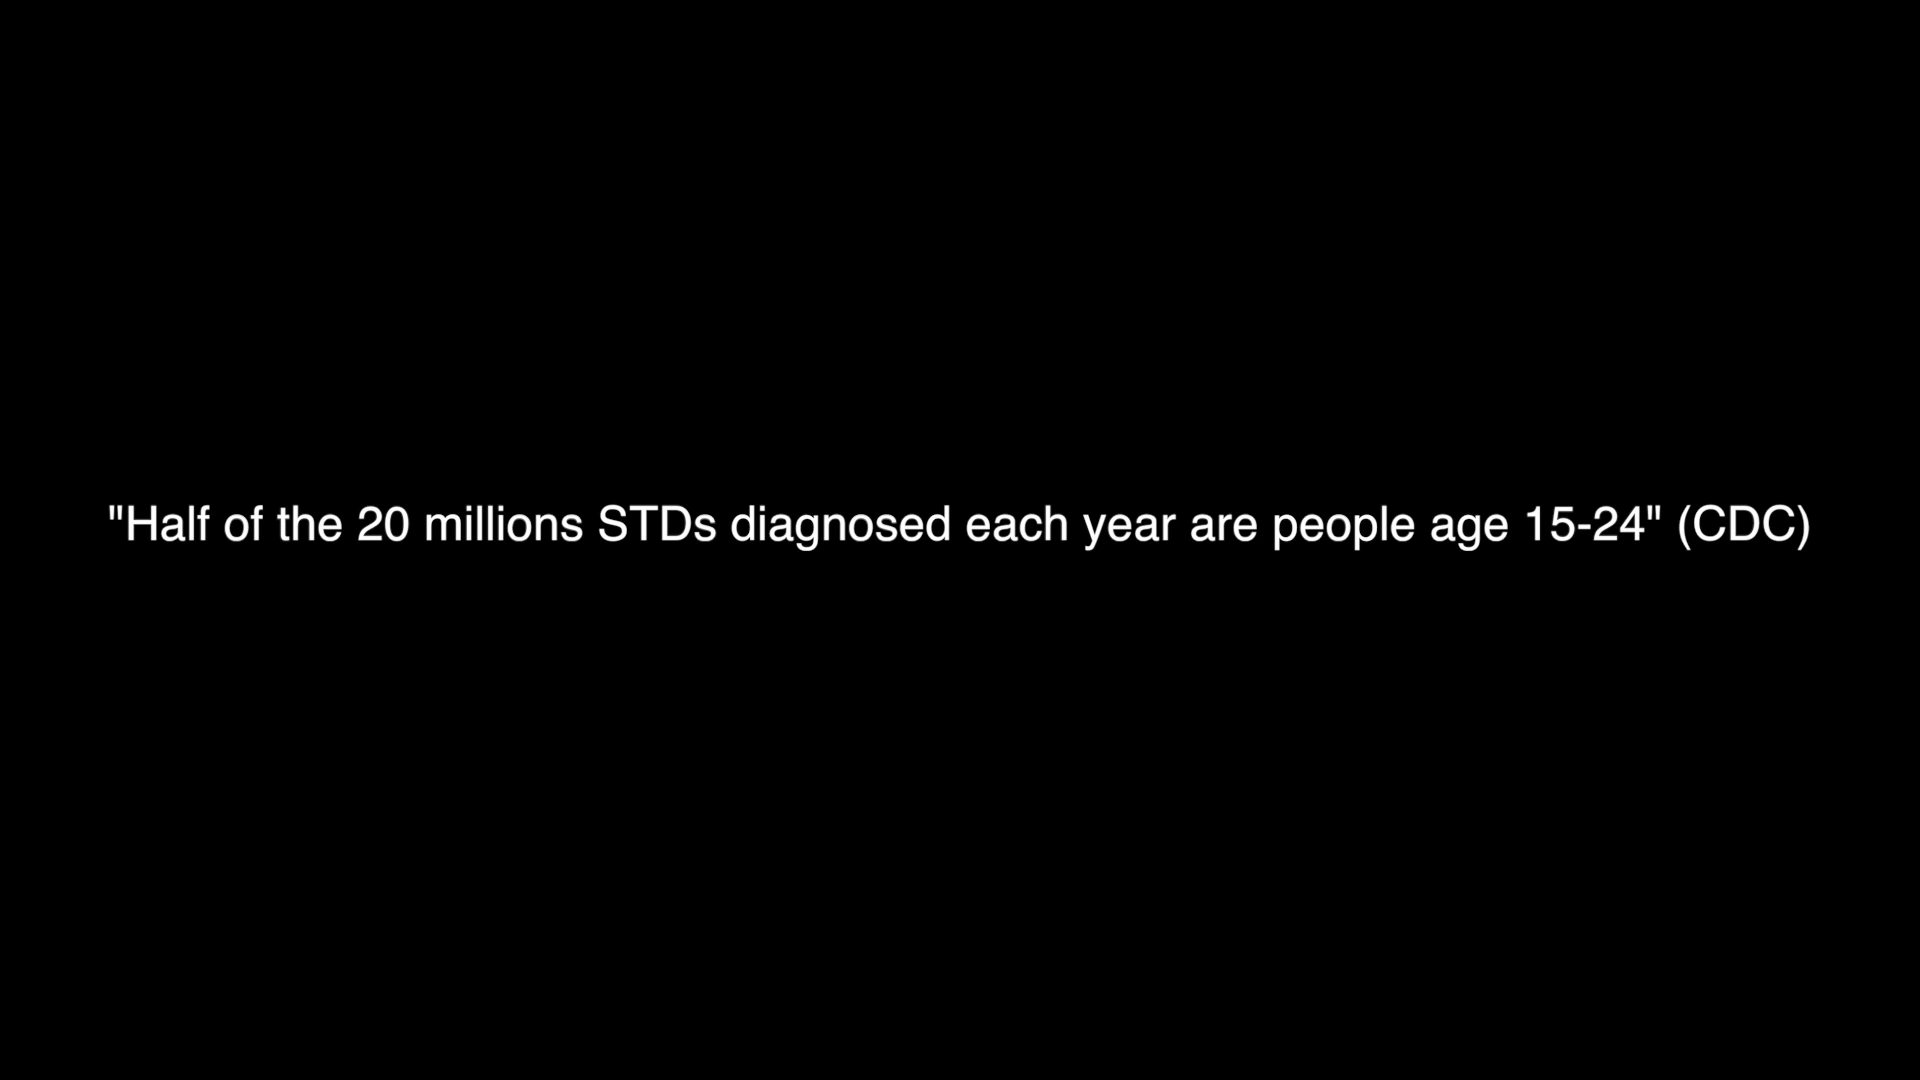 "Half of the 20 millions STDs diagnosed each year are people age 15-24" (CDC)